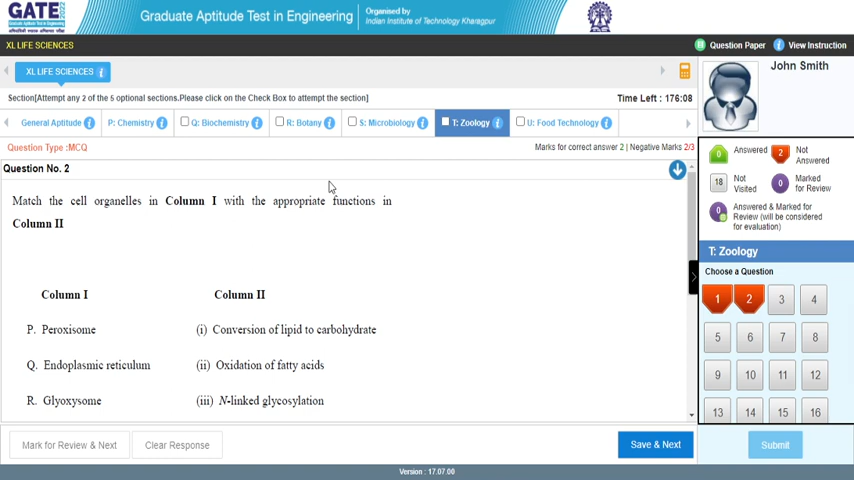 GATE
2022
Graduate Aptitude Test in Engineering
Organised by
Indian Institute of Technology Kharagpur
XL LIFE SCIENCES
Question Paper
View Instruction
XL LIFE SCIENCES
John Smith
Section[Attempt any 2 of the 5 optional sections.Please click on the Check Box to attempt the section]
Time Left : 176:08
General Aptitude
P: Chemistry
Q: Biochemistry
R: Botany
S: Microbiology
T: Zoology
U: Food Technology
Question Type :MCQ
Marks for correct answer 2 | Negative Marks 2/3
Question No. 2
Match the cell organelles in Column I with the appropriate functions in
Column II
Column I Column II
P. Peroxisome (i) Conversion of lipid to carbohydrate
Q. Endoplasmic reticulum (ii) Oxidation of fatty acids
R. Glyoxysome (iii) N-linked glycosylation
0 Answered
2 Not Answered
18 Not Visited
0 Marked for Review
0 Answered & Marked for
Review (will be considered
for evaluation)
T: Zoology
Choose a Question
1 2 3 4
5 6 7 8
9 10 11 12
13 14 15 16
Mark for Review & Next
Clear Response
Save & Next
Submit
Version : 17.07.00